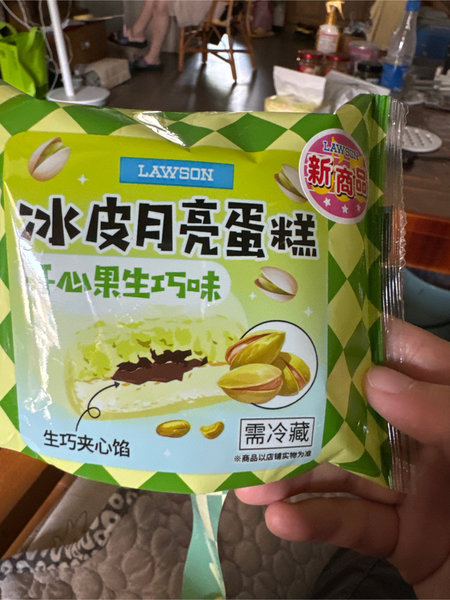 LAWSON
LAWSON
新商品
冰皮月亮蛋糕
开心果生巧味
生巧夹心馅
需冷藏
※商品以店铺实物为准